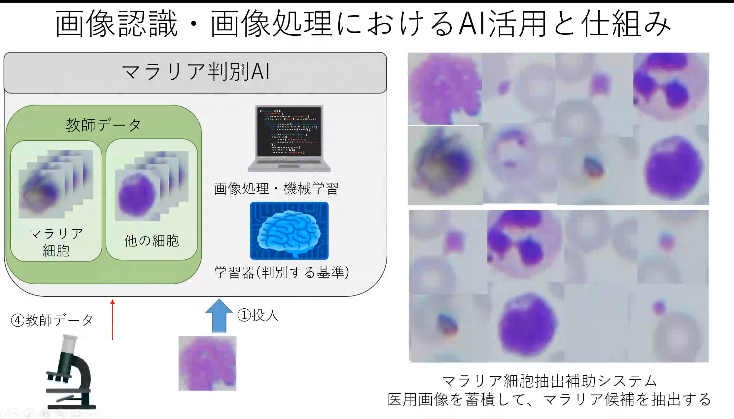 画像認識・画像処理におけるAI活用と仕組み
マラリア判別AI
教師データ
マラリア
細胞
他の細胞
画像処理・機械学習
学習器(判別する基準)
④教師データ
①投入
マラリア細胞抽出補助システム
医用画像を蓄積して、マラリア候補を抽出する